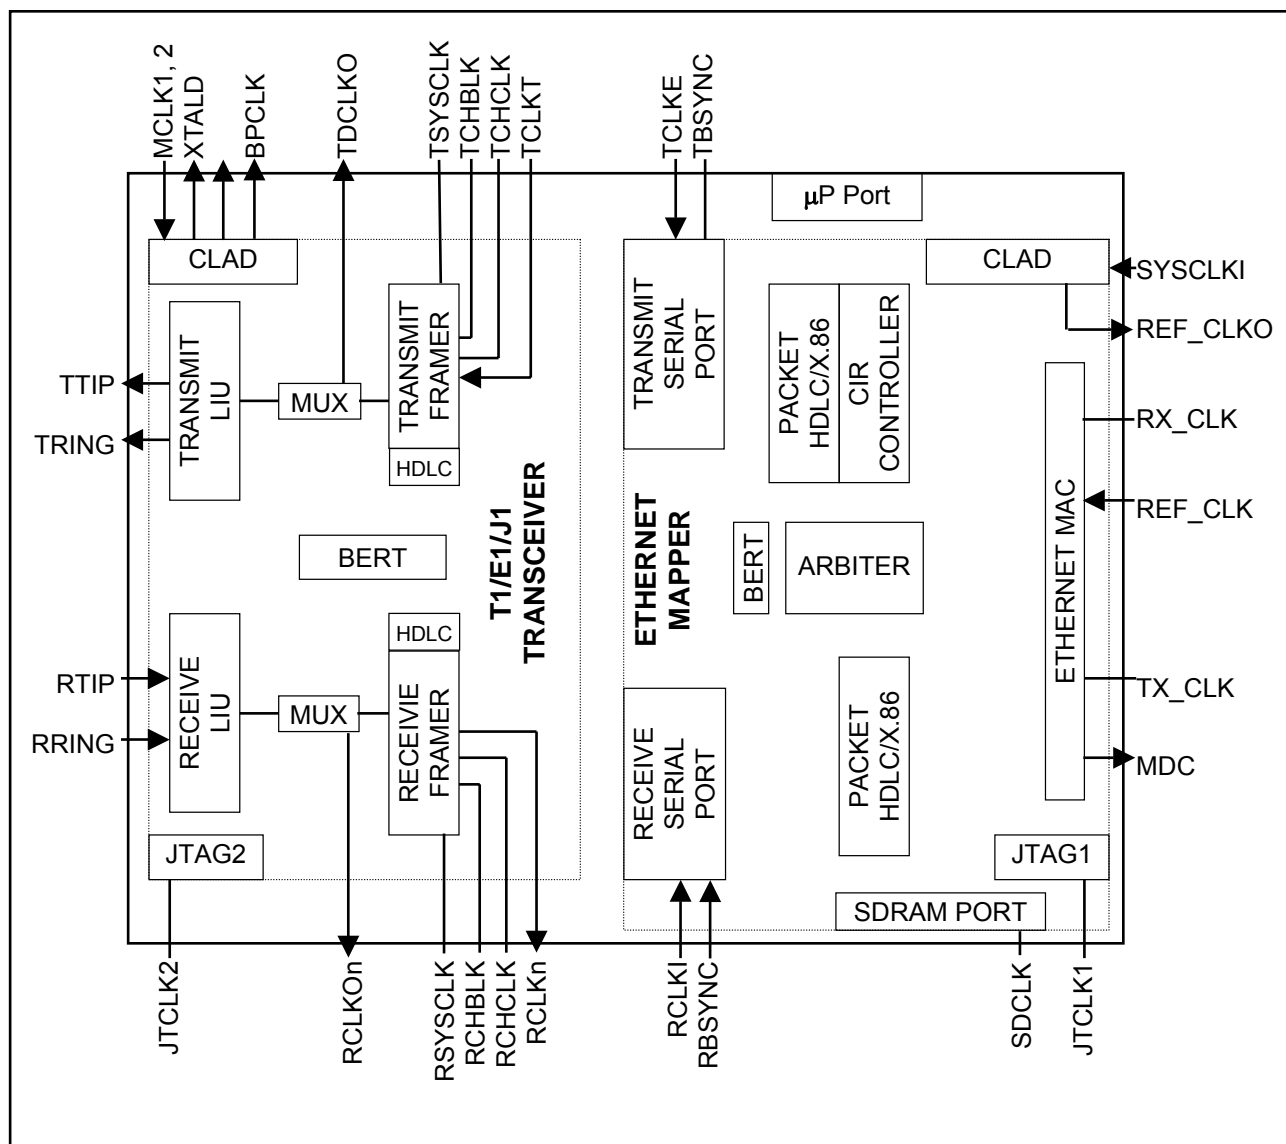 MCLK1, 2
XTALD
BPCLK
TDCLKO
TSYSCLK
TCHBLK
TCHCLK
TCLKT
TCLKE
TBSYNC
µP Port
CLAD
CLAD
SYSCLKI
REF_CLKO
TRANSMIT
LIU
MUX
TRANSMIT
FRAMER
HDLC
TRANSMIT
SERIAL
PORT
PACKET
HDLC/X.86
CIR
CONTROLLER
TTIP
TRING
RX_CLK
REF_CLK
ETHERNET MAC
BERT
T1/E1/J1
TRANSCEIVER
ETHERNET
MAPPER
BERT
ARBITER
HDLC
RECEIVE
LIU
MUX
RECEIVIE
FRAMER
RECEIVE
SERIAL
PORT
PACKET
HDLC/X.86
RTIP
RRING
TX_CLK
MDC
JTAG2
JTAG1
SDRAM PORT
JTCLK2
RCLKOn
RSYSCLK
RCHBLK
RCHCLK
RCLKn
RCLKI
RBSYNC
SDCLK
JTCLK1